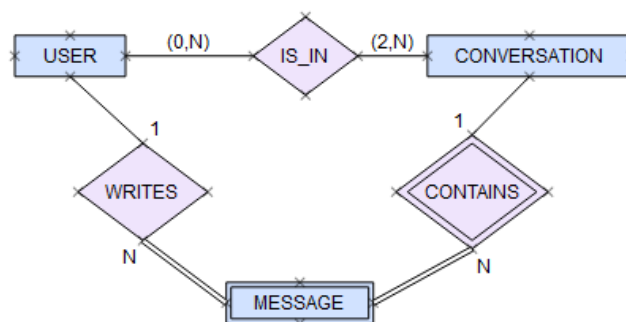 USER (0,N) IS_IN (2,N) CONVERSATION
1 1
WRITES CONTAINS
N N
MESSAGE